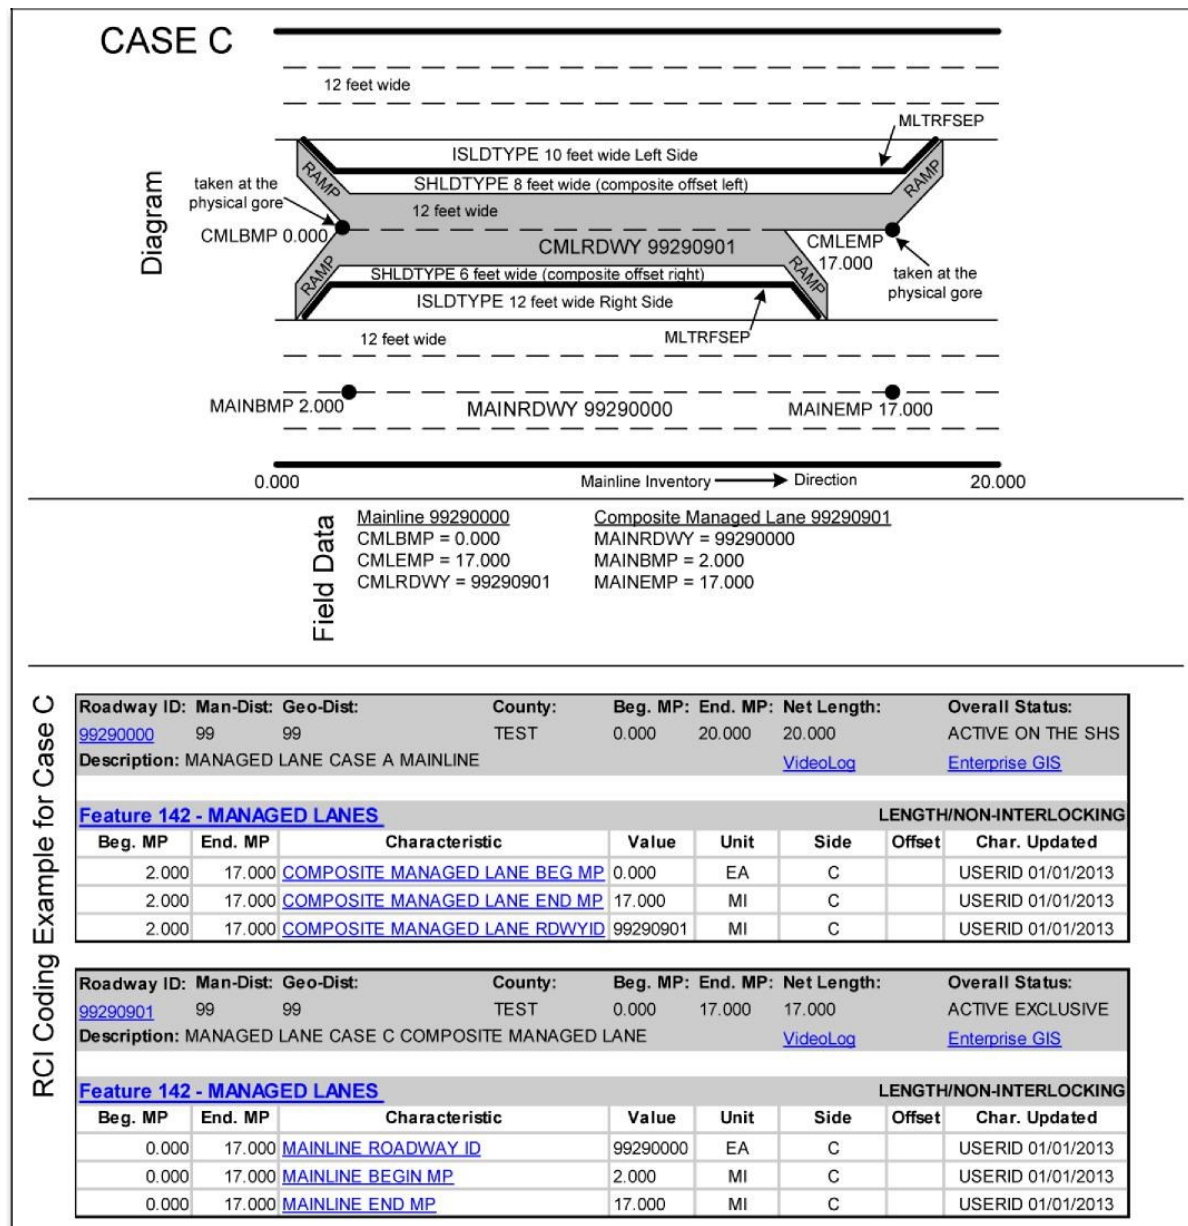 CASE C
Diagram
12 feet wide
MLTRFSEP
ISLDTYPE 10 feet wide Left Side
RAMP
RAMP
SHLDTYPE 8 feet wide (composite offset left)
taken at the
physical gore
12 feet wide
CMLBMP 0.000
CMLRDWY 99290901
CMLEMP
17.000
RAMP
SHLDTYPE 6 feet wide (composite offset right)
RAMP
taken at the
physical gore
ISLDTYPE 12 feet wide Right Side
12 feet wide
MLTRFSEP
MAINBMP 2.000
MAINRDWY 99290000
MAINEMP 17.000
0.000
Mainline Inventory
Direction
20.000
Field Data
Mainline 99290000
CMLBMP = 0.000
CMLEMP = 17.000
CMLRDWY = 99290901
Composite Managed Lane 99290901
MAINRDWY = 99290000
MAINBMP = 2.000
MAINEMP = 17.000
RCI Coding Example for Case C
Roadway ID: Man-Dist: Geo-Dist: County: Beg. MP: End. MP: Net Length: Overall Status:
99290000 99 99 TEST 0.000 20.000 20.000 ACTIVE ON THE SHS
Description: MANAGED LANE CASE A MAINLINE VideoLog Enterprise GIS
Feature 142 - MANAGED LANES LENGTH/NON-INTERLOCKING
Beg. MP End. MP Characteristic Value Unit Side Offset Char. Updated
2.000 17.000 COMPOSITE MANAGED LANE BEG MP 0.000 EA C USERID 01/01/2013
2.000 17.000 COMPOSITE MANAGED LANE END MP 17.000 MI C USERID 01/01/2013
2.000 17.000 COMPOSITE MANAGED LANE RDWYID 99290901 MI C USERID 01/01/2013
Roadway ID: Man-Dist: Geo-Dist: County: Beg. MP: End. MP: Net Length: Overall Status:
99290901 99 99 TEST 0.000 17.000 17.000 ACTIVE EXCLUSIVE
Description: MANAGED LANE CASE C COMPOSITE MANAGED LANE VideoLog Enterprise GIS
Feature 142 - MANAGED LANES LENGTH/NON-INTERLOCKING
Beg. MP End. MP Characteristic Value Unit Side Offset Char. Updated
0.000 17.000 MAINLINE ROADWAY ID 99290000 EA C USERID 01/01/2013
0.000 17.000 MAINLINE BEGIN MP 2.000 MI C USERID 01/01/2013
0.000 17.000 MAINLINE END MP 17.000 MI C USERID 01/01/2013